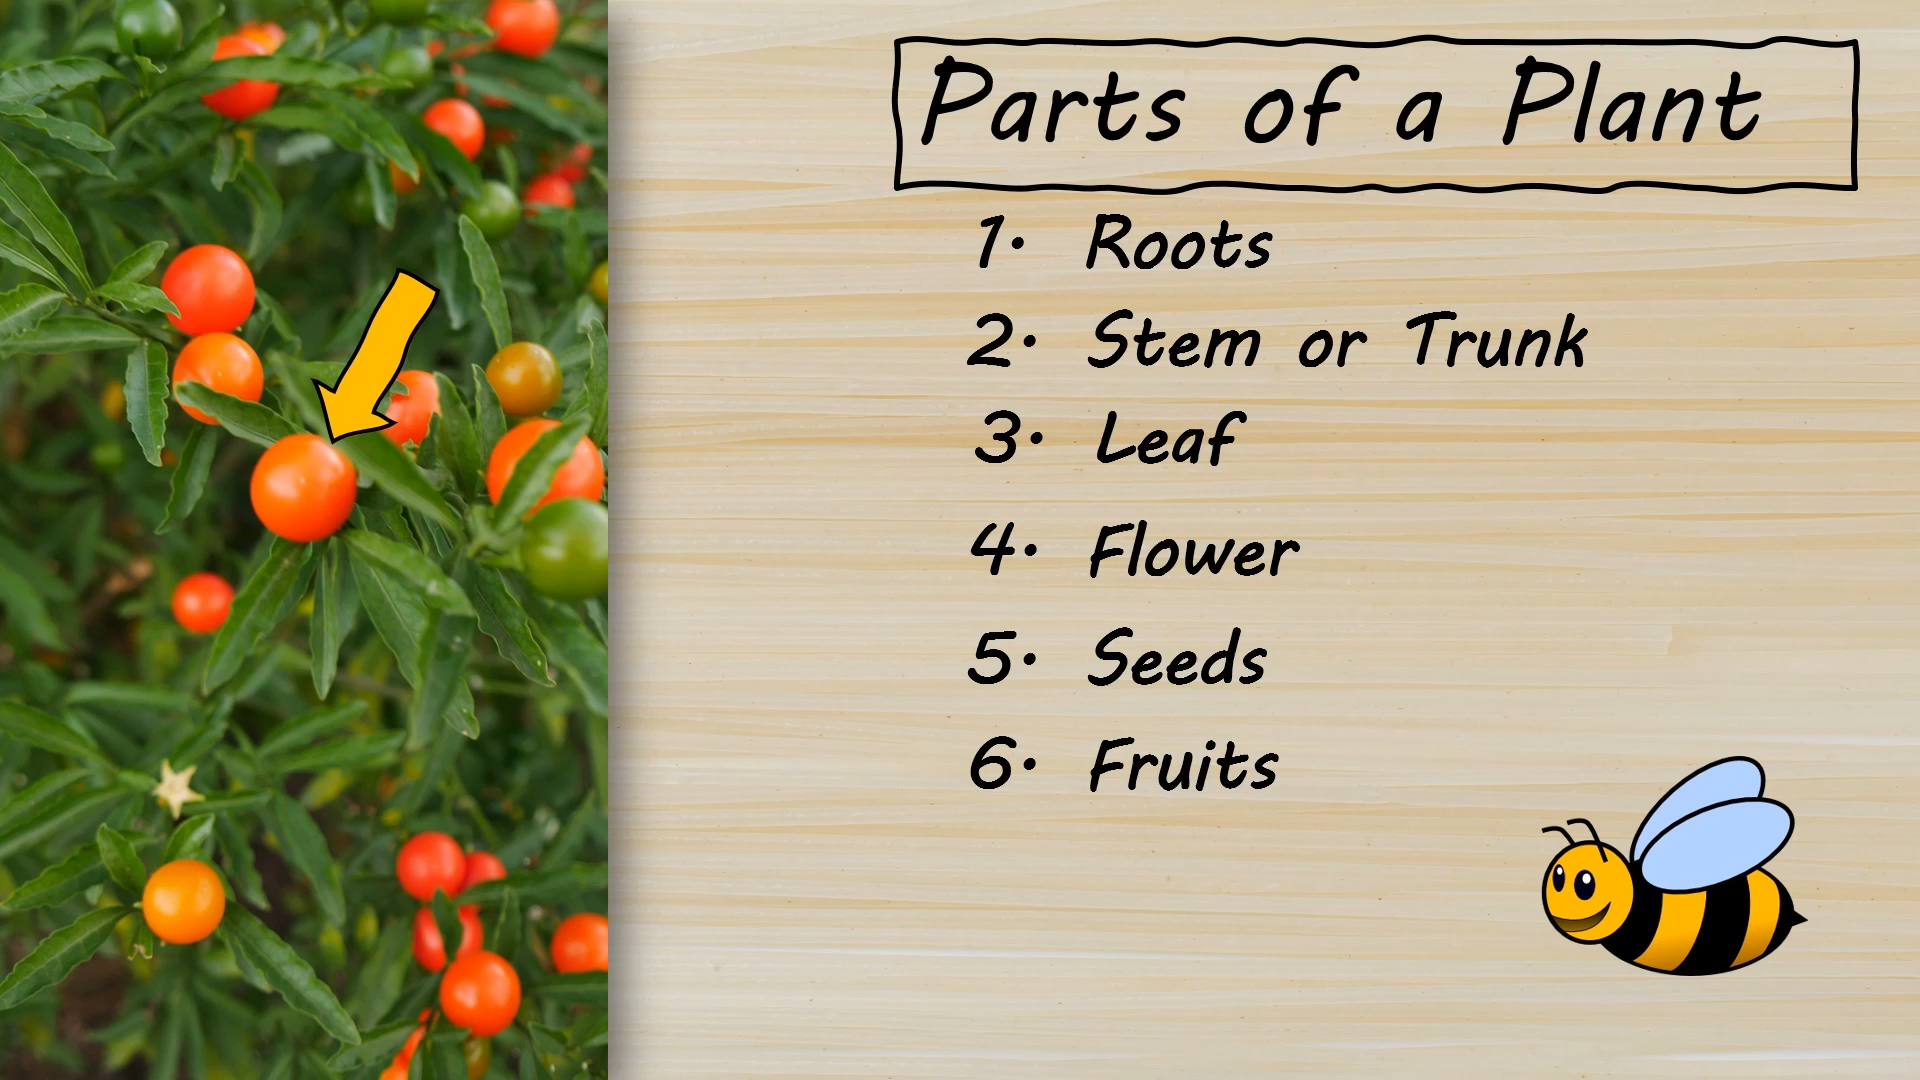 Parts of a Plant
1. Roots
2. Stem or Trunk
3. Leaf
4. Flower
5. Seeds
6. Fruits